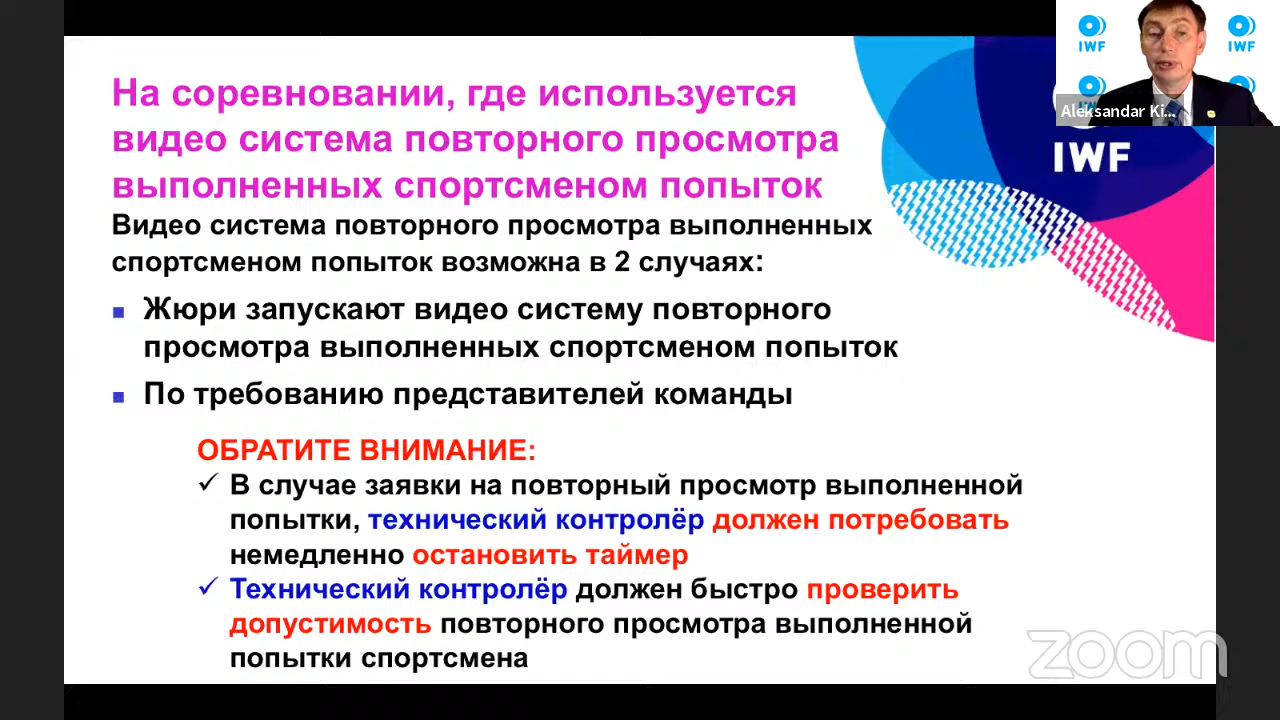 На соревновании, где используется
видео система повторного просмотра
выполненных спортсменом попыток
Видео система повторного просмотра выполненных
спортсменом попыток возможна в 2 случаях:
Жюри запускают видео систему повторного
просмотра выполненных спортсменом попыток
По требованию представителей команды
ОБРАТИТЕ ВНИМАНИЕ:
В случае заявки на повторный просмотр выполненной
попытки, технический контролёр должен потребовать
немедленно остановить таймер
Технический контролёр должен быстро проверить
допустимость повторного просмотра выполненной
попытки спортсмена
IWF
IWF
IWF
Aleksandar Ki...
IWF
zoom